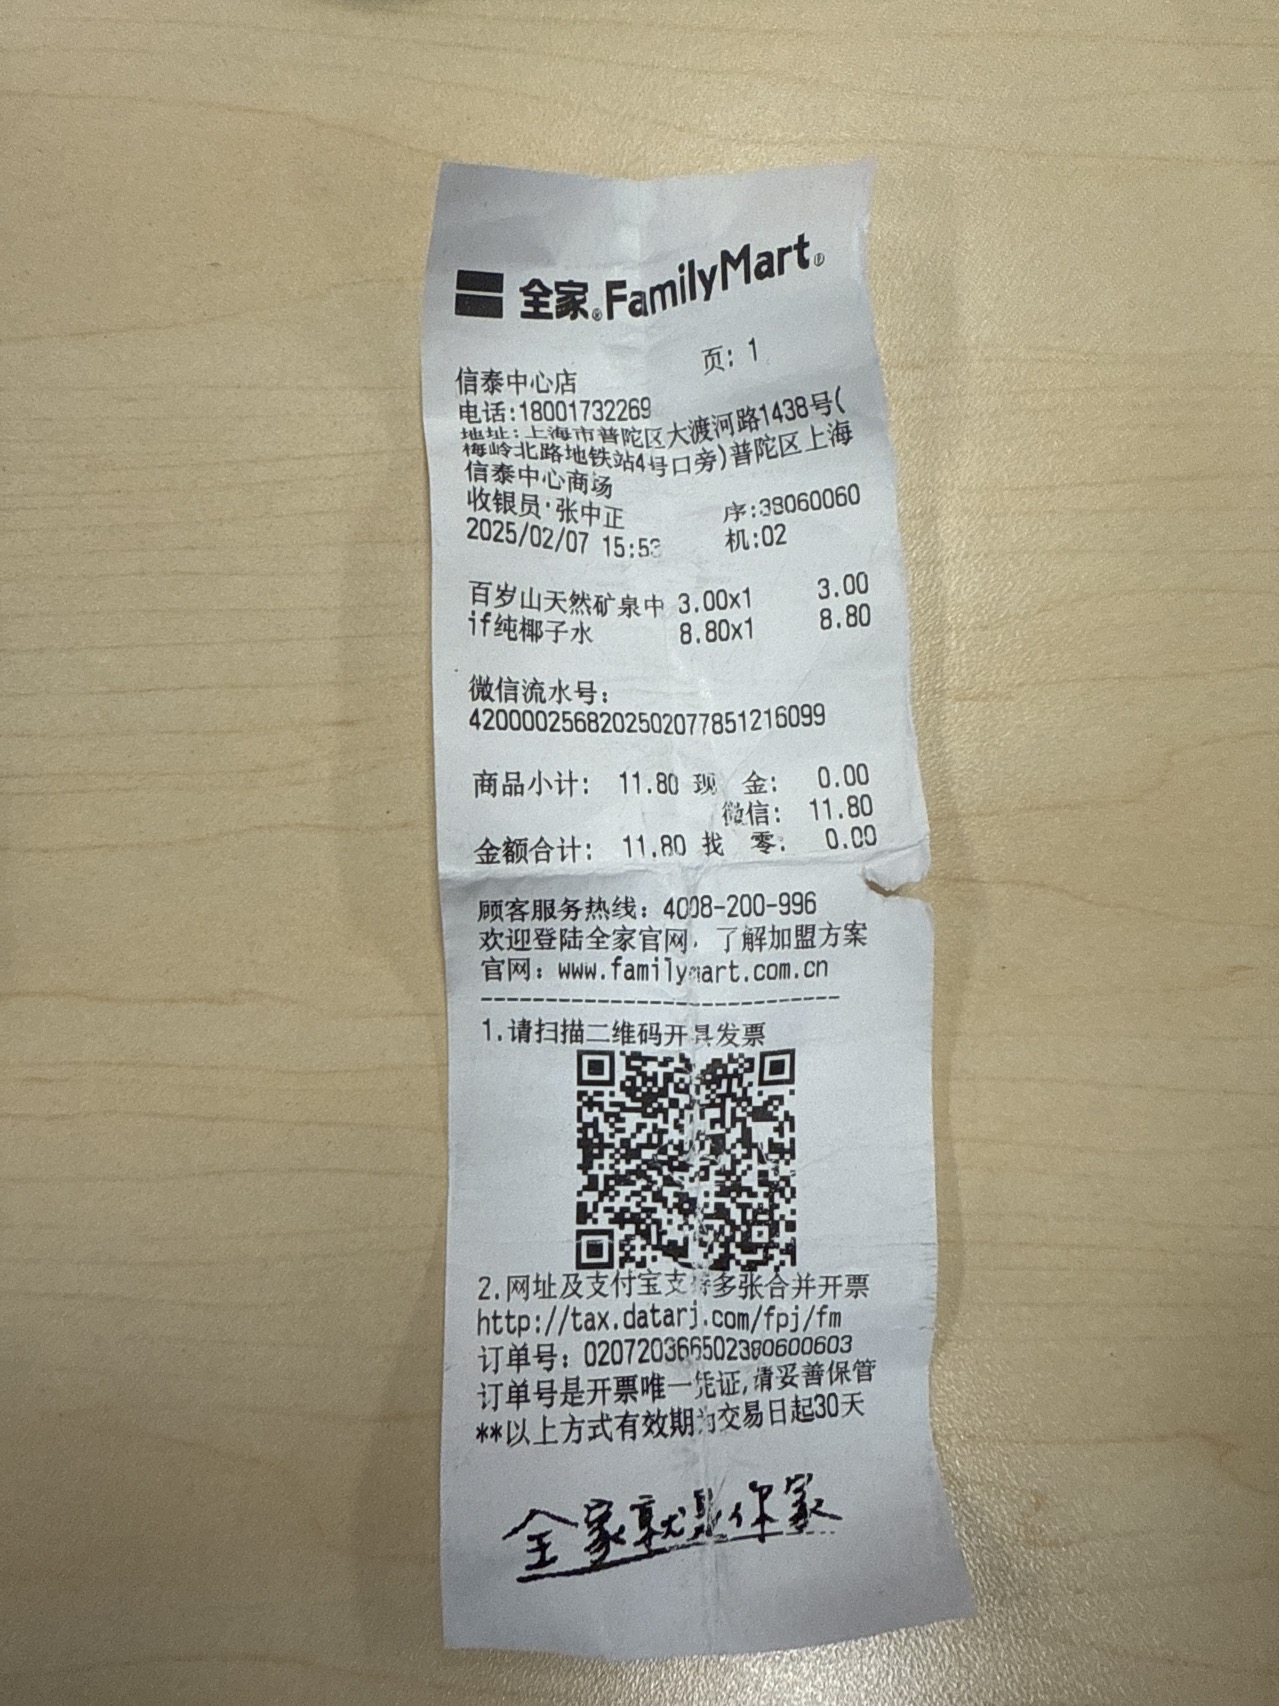 全家®FamilyMart®
页: 1
信泰中心店
电话:18001732269
地址:上海市普陀区大渡河路1438号(
梅岭北路地铁站4号口旁)普陀区上海
信泰中心商场
收银员:张中正 序:38060060
2025/02/07 15:53 机:02
百岁山天然矿泉中 3.00x1 3.00
if纯椰子水 8.80x1 8.80
微信流水号:
4200002568202502077851216099
商品小计: 11.80 现 金: 0.00
微信: 11.80
金额合计: 11.80 找 零: 0.00
顾客服务热线: 4008-200-996
欢迎登陆全家官网, 了解加盟方案
官网: www.familymart.com.cn
----------------------------
1.请扫描二维码开具发票
2.网址及支付宝支持多张合并开票
http://tax.datarj.com/fpj/fm
订单号: 020720366502380600603
订单号是开票唯一凭证,请妥善保管
**以上方式有效期为交易日起30天
全家就是你家